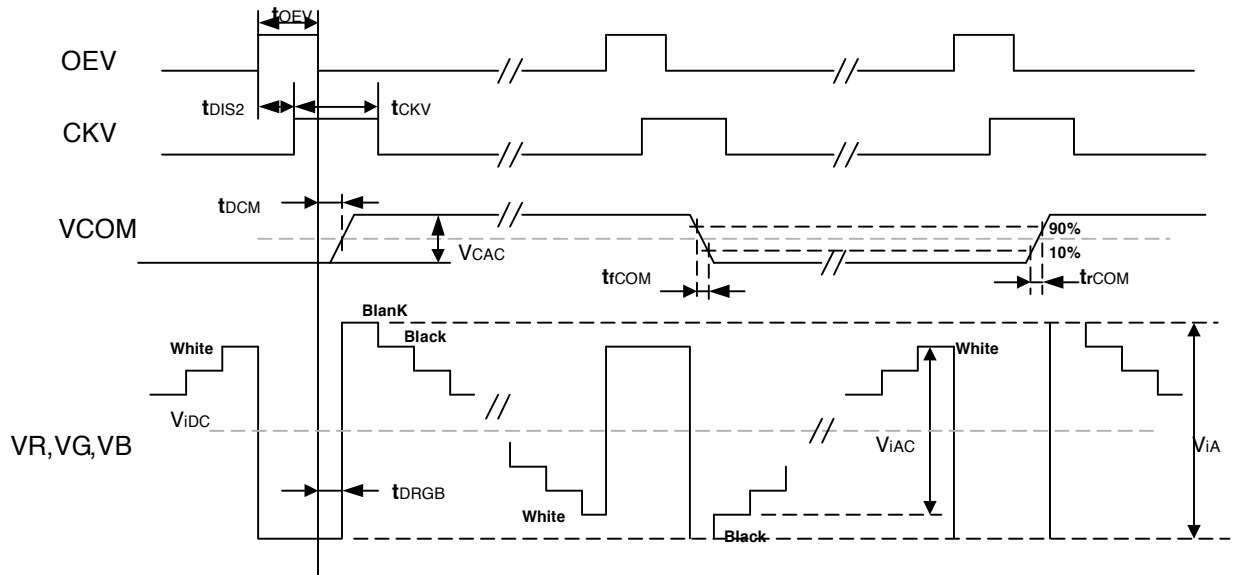 tOEV
OEV
tDIS2
tCKV
CKV
tDCM
VCOM
VCAC
90%
10%
tfCOM
trCOM
BlanK
Black
White
White
ViDC
VR,VG,VB
ViAC
ViA
tDRGB
White
Black